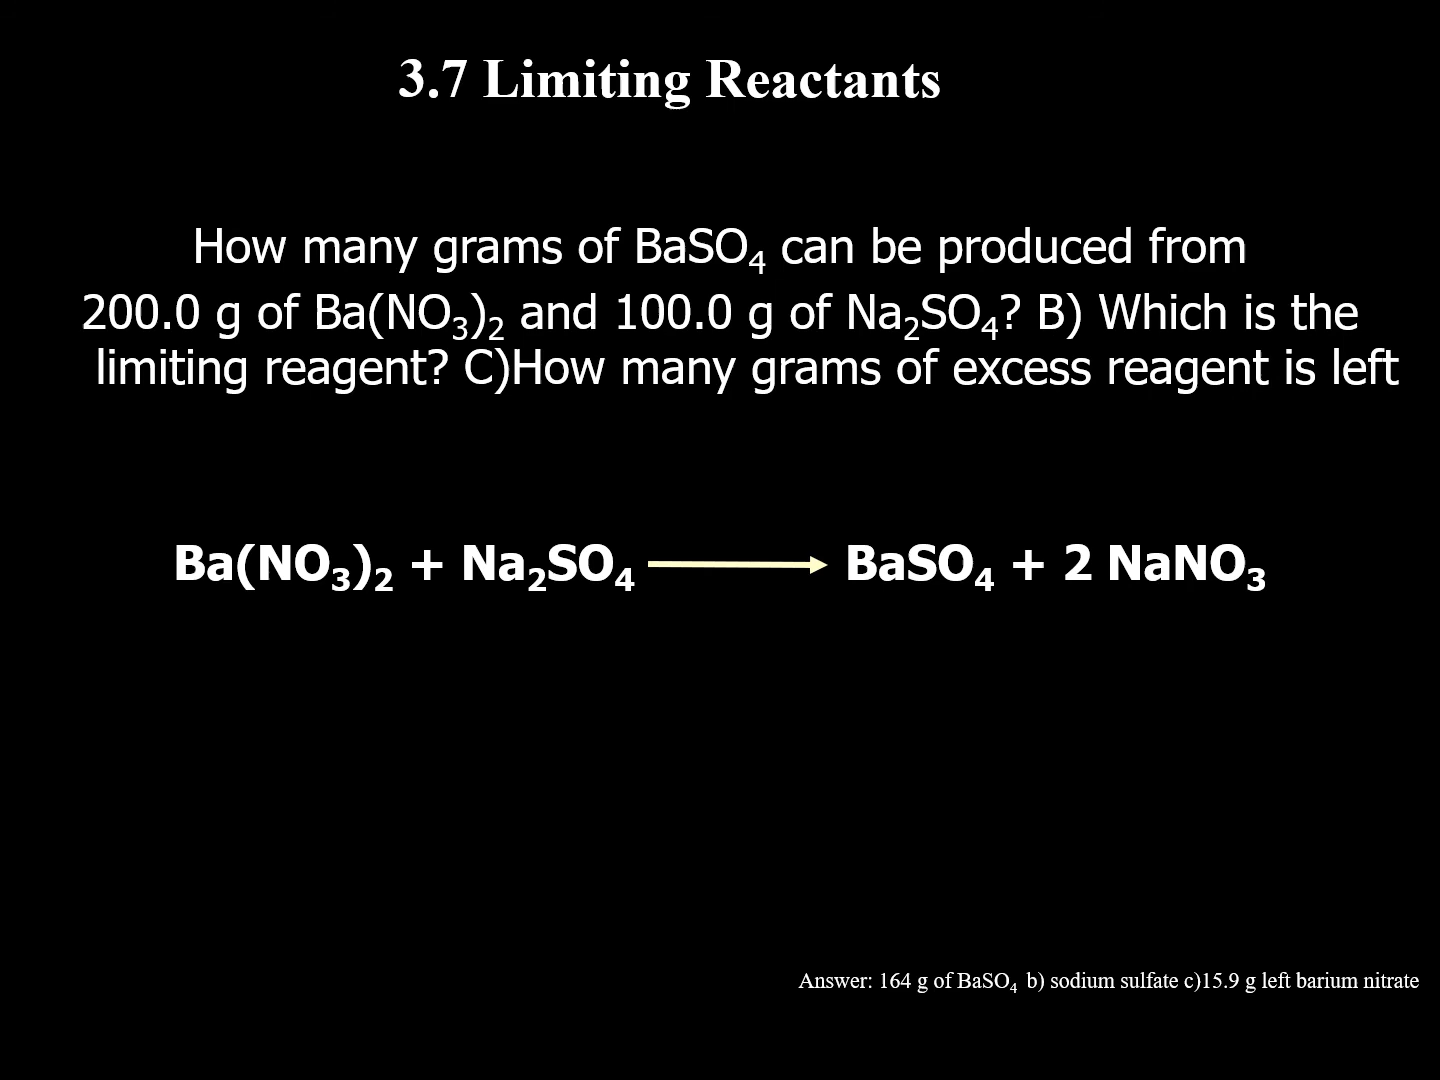 3.7 Limiting Reactants
How many grams of BaSO₄ can be produced from
200.0 g of Ba(NO₃)₂ and 100.0 g of Na₂SO₄? B) Which is the
limiting reagent? C)How many grams of excess reagent is left
Ba(NO₃)₂ + Na₂SO₄ ⟶ BaSO₄ + 2 NaNO₃
Answer: 164 g of BaSO₄ b) sodium sulfate c)15.9 g left barium nitrate